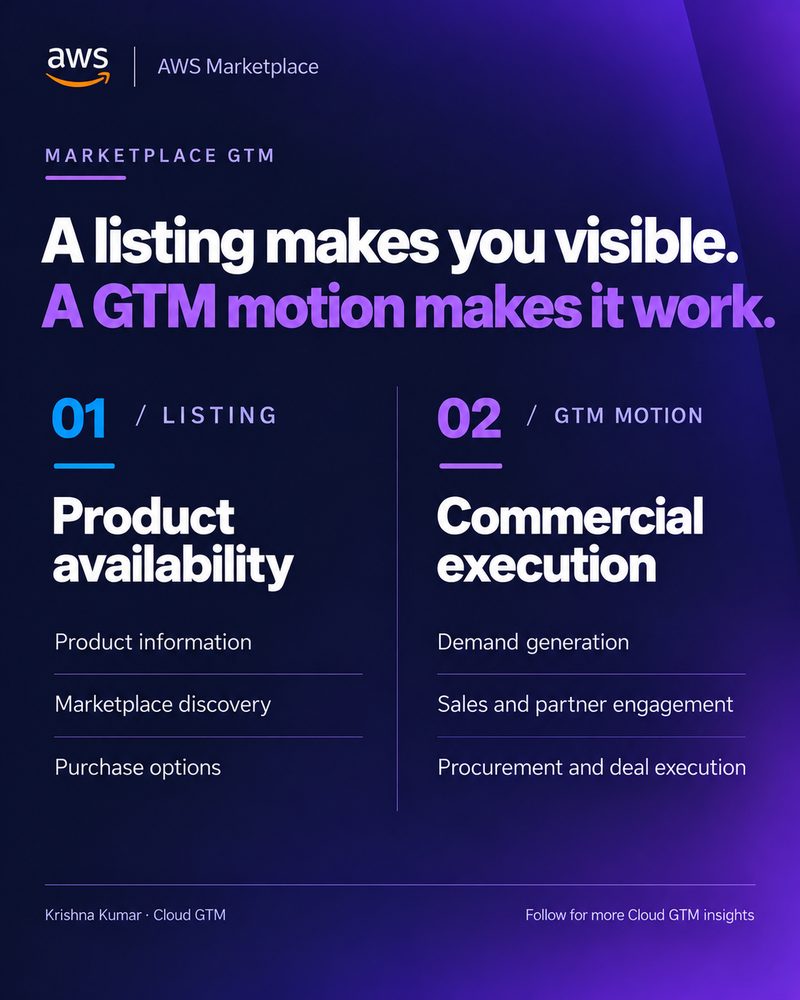 aws
AWS Marketplace
MARKETPLACE GTM
A listing makes you visible.
A GTM motion makes it work.
01 / LISTING
Product
availability
Product information
Marketplace discovery
Purchase options
02 / GTM MOTION
Commercial
execution
Demand generation
Sales and partner engagement
Procurement and deal execution
Krishna Kumar · Cloud GTM
Follow for more Cloud GTM insights